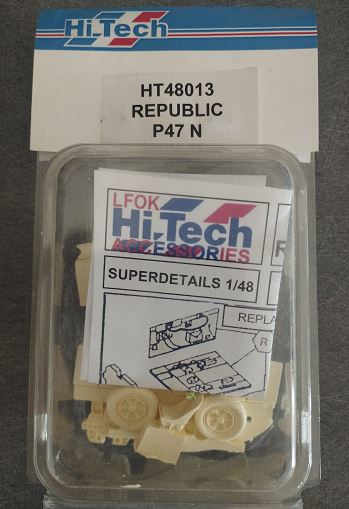 Hi.Tech
HT48013
REPUBLIC
P47 N
LFOK
Hi.Tech
ACCESSORIES
SUPERDETAILS 1/48
REPLA
R